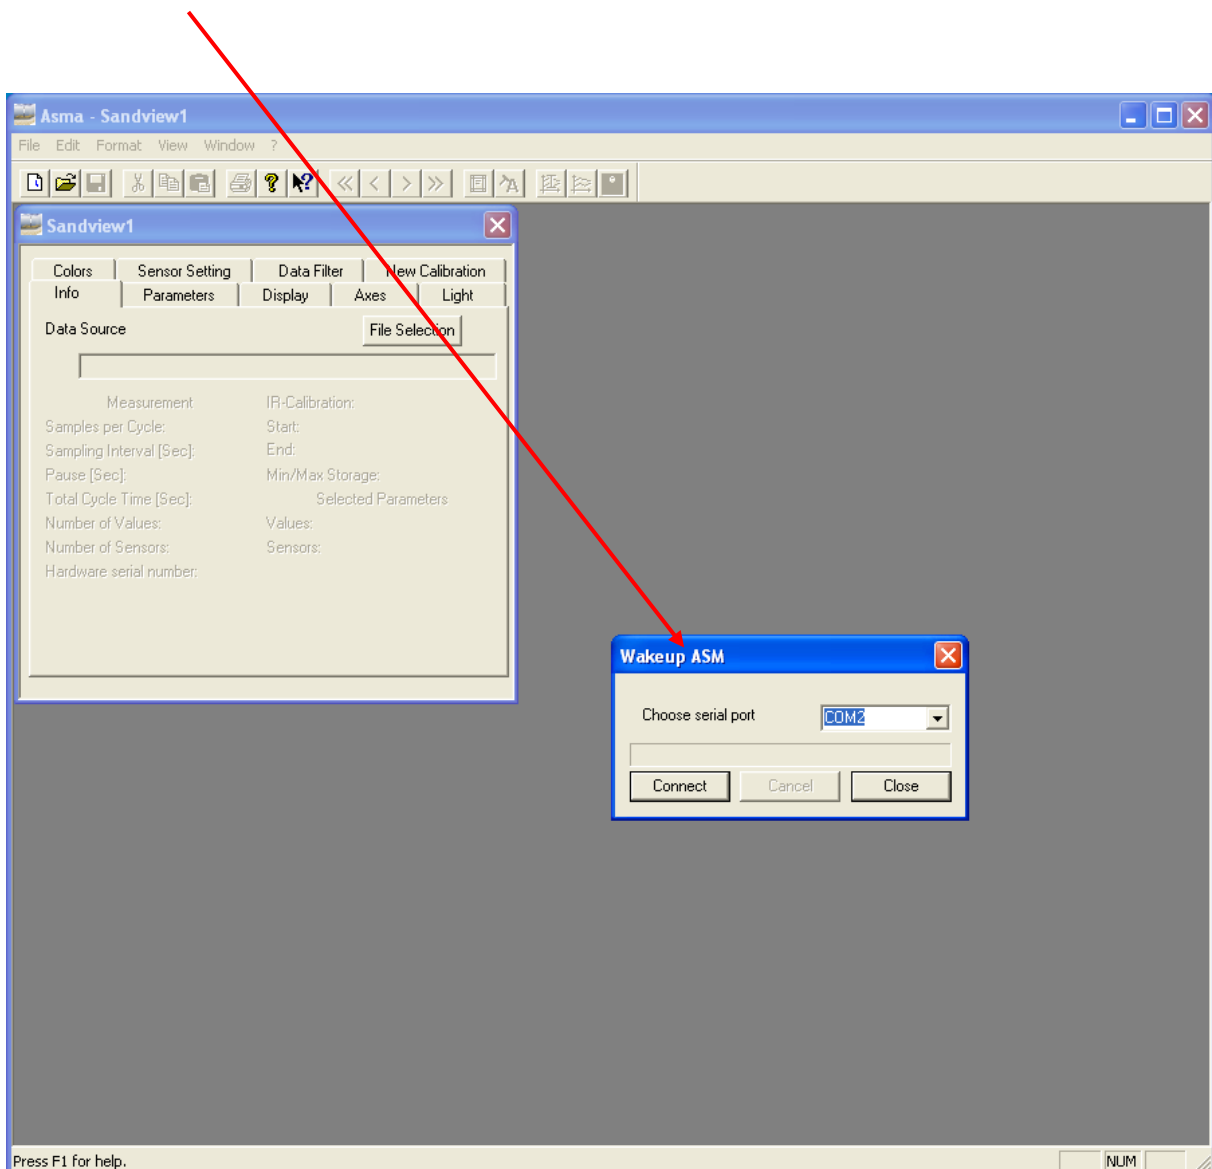 Asma - Sandview1
File Edit Format View Window ?
Sandview1
Colors Sensor Setting Data Filter New Calibration
Info Parameters Display Axes Light
Data Source File Selection
Measurement IR-Calibration:
Samples per Cycle: Start:
Sampling Interval [Sec]: End:
Pause [Sec]: Min/Max Storage:
Total Cycle Time [Sec]: Selected Parameters
Number of Values: Values:
Number of Sensors: Sensors:
Hardware serial number:
Wakeup ASM
Choose serial port COM2
Connect Cancel Close
Press F1 for help. NUM